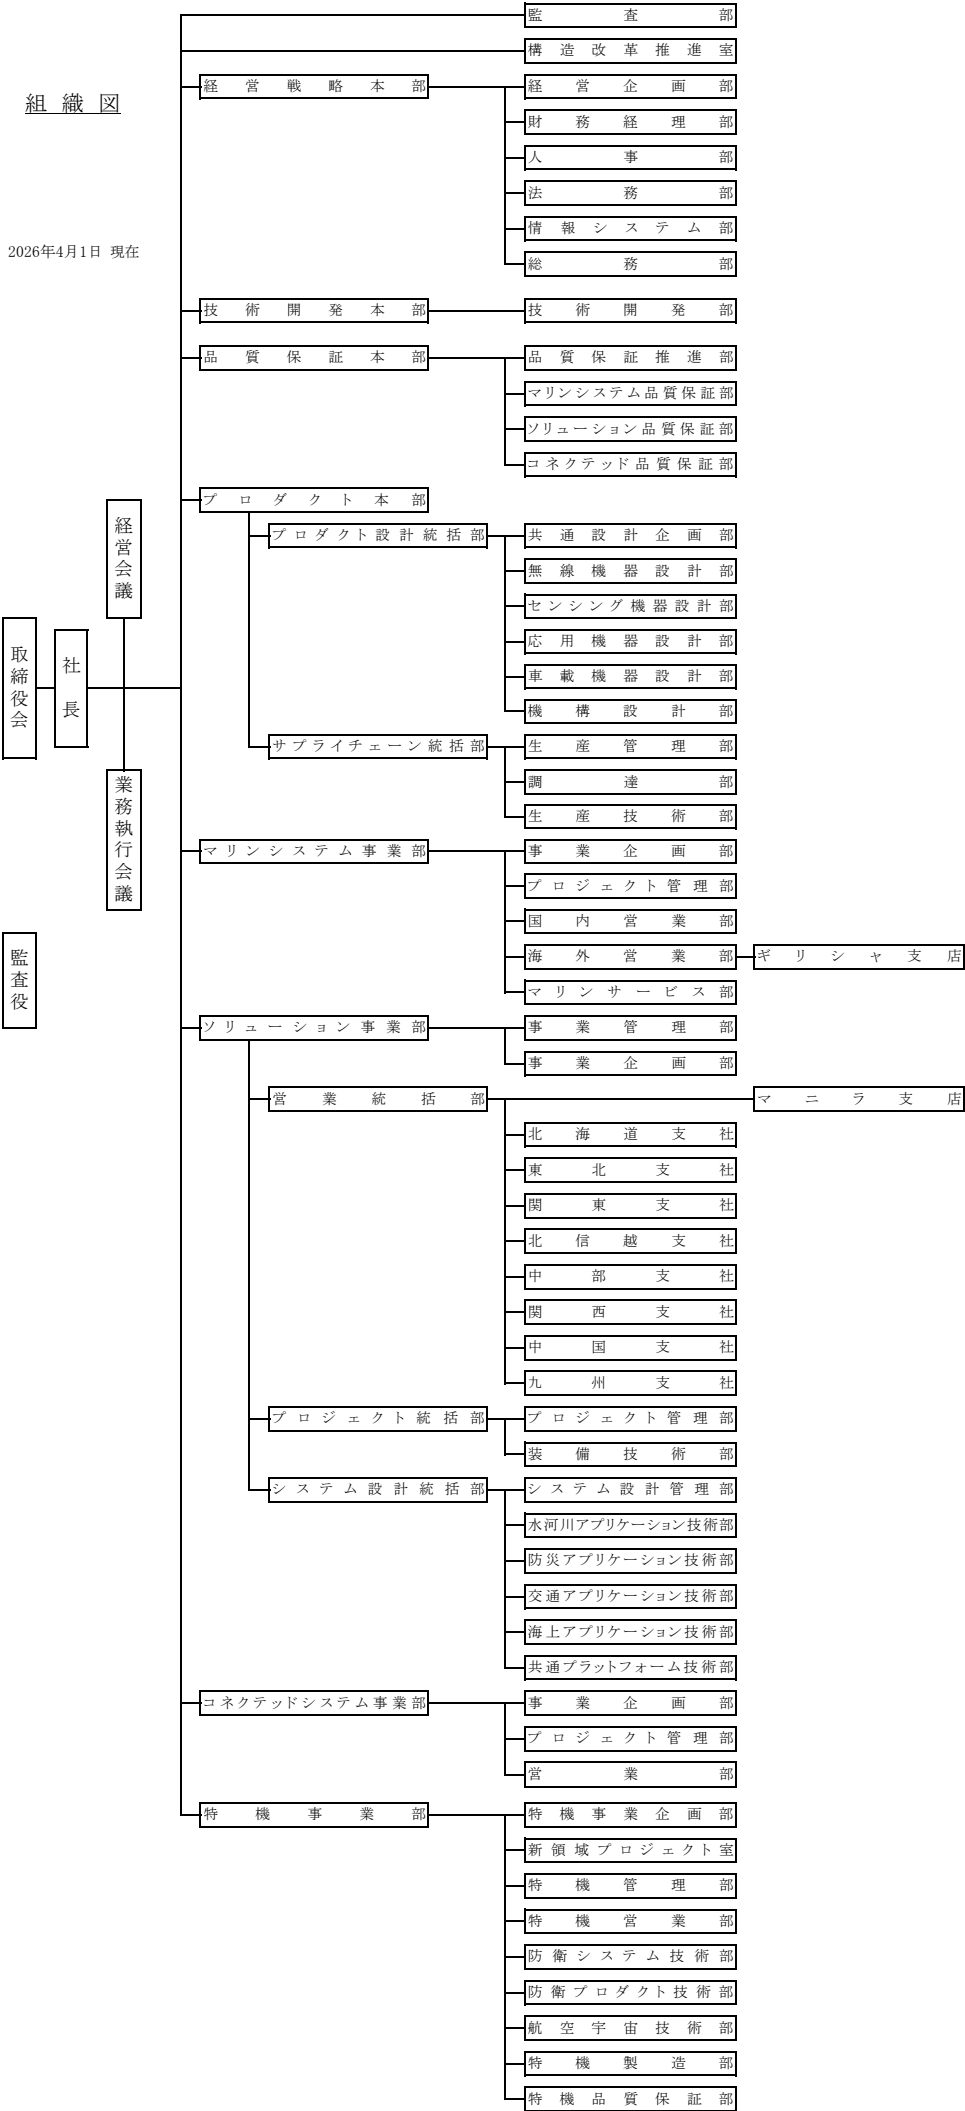 組織図
2026年4月1日 現在
取締役会
社長
経営会議
業務執行会議
監査役
監査部
構造改革推進室
経営戦略本部
経営企画部
財務経理部
人事部
法務部
情報システム部
総務部
技術開発本部
技術開発部
品質保証本部
品質保証推進部
マリンシステム品質保証部
ソリューション品質保証部
コネクテッド品質保証部
プロダクト本部
プロダクト設計統括部
共通設計企画部
無線機器設計部
センシング機器設計部
応用機器設計部
車載機器設計部
機構設計部
サプライチェーン統括部
生産管理部
調達部
生産技術部
マリンシステム事業部
事業企画部
プロジェクト管理部
国内営業部
海外営業部
ギリシャ支店
マリンサービス部
ソリューション事業部
事業管理部
事業企画部
営業統括部
マニラ支店
北海道支社
東北支社
関東支社
北信越支社
中部支社
関西支社
中国支社
九州支社
プロジェクト統括部
プロジェクト管理部
装備技術部
システム設計統括部
システム設計管理部
水河川アプリケーション技術部
防災アプリケーション技術部
交通アプリケーション技術部
海上アプリケーション技術部
共通プラットフォーム技術部
コネクテッドシステム事業部
事業企画部
プロジェクト管理部
営業部
特機事業部
特機事業企画部
新領域プロジェクト室
特機管理部
特機営業部
防衛システム技術部
防衛プロダクト技術部
航空宇宙技術部
特機製造部
特機品質保証部